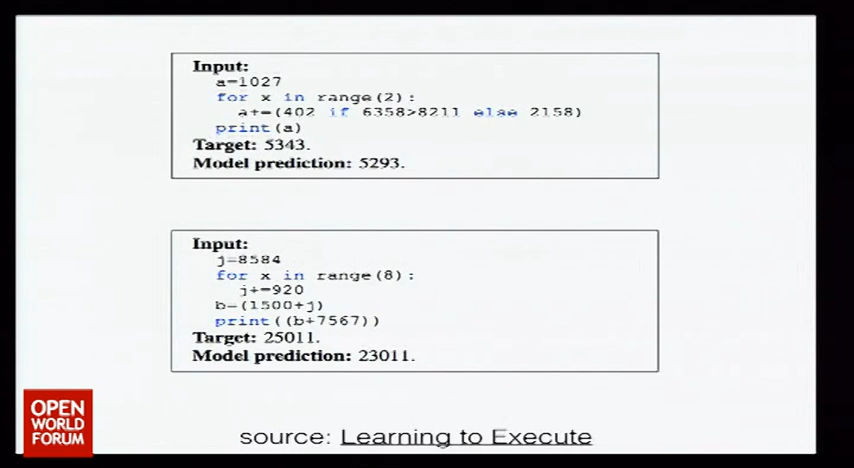 Input:
a=1027
for x in range(2):
a+=(402 if 6358>8211 else 2158)
print(a)
Target: 5343.
Model prediction: 5293.
Input:
j=8584
for x in range(8):
j+=920
b=(1500+j)
print((b+7567))
Target: 25011.
Model prediction: 23011.
OPEN
WORLD
FORUM
source: Learning to Execute